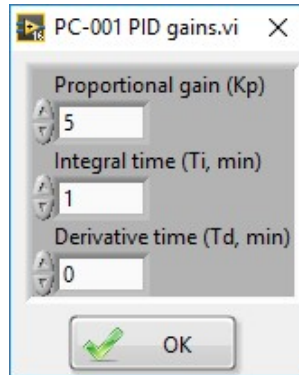 PC-001 PID gains.vi
Proportional gain (Kp)
5
Integral time (Ti, min)
1
Derivative time (Td, min)
0
OK